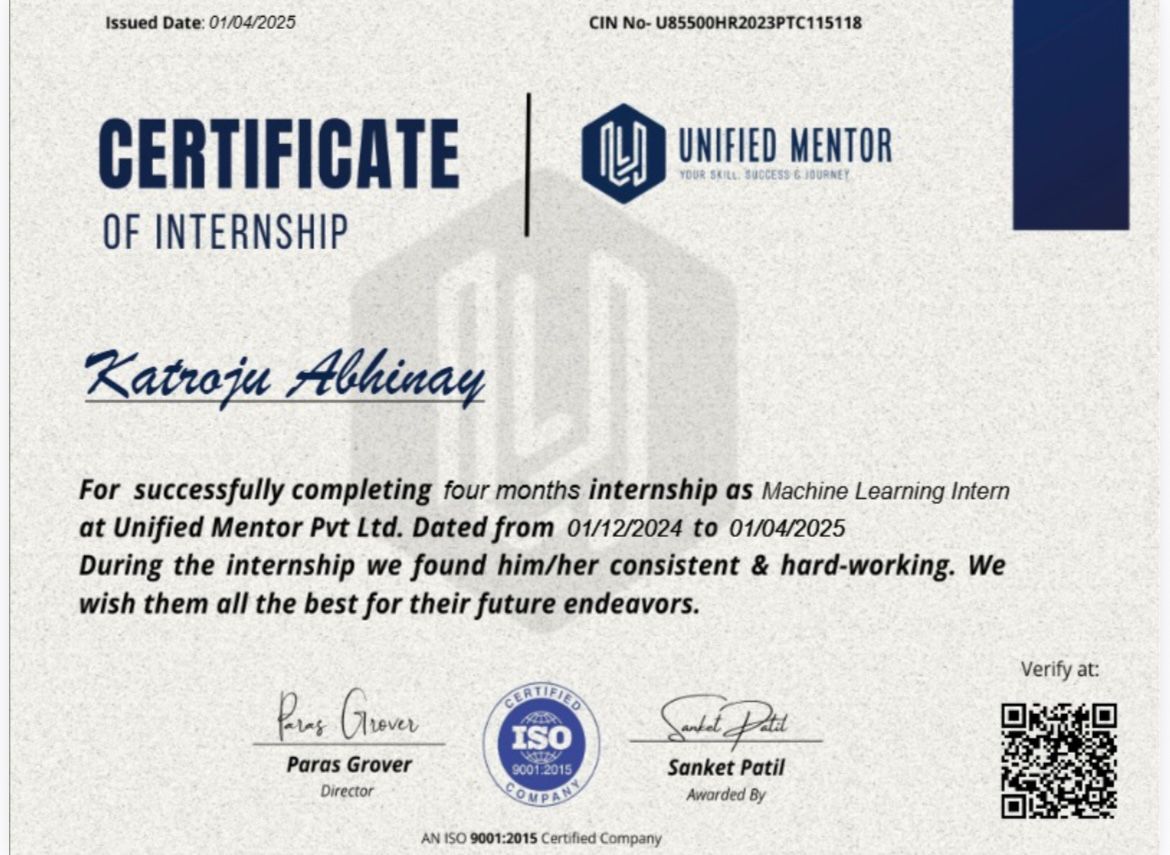 Issued Date: 01/04/2025
CIN No- U85500HR2023PTC115118
CERTIFICATE
OF INTERNSHIP
UNIFIED MENTOR
YOUR SKILL, SUCCESS & JOURNEY
Katroju Abhinay
For successfully completing four months internship as Machine Learning Intern
at Unified Mentor Pvt Ltd. Dated from 01/12/2024 to 01/04/2025
During the internship we found him/her consistent & hard-working. We
wish them all the best for their future endeavors.
Verify at:
Paras Grover
Paras Grover
Director
CERTIFIED
ISO
9001:2015
COMPANY
Sanket Patil
Sanket Patil
Awarded By
AN ISO 9001:2015 Certified Company